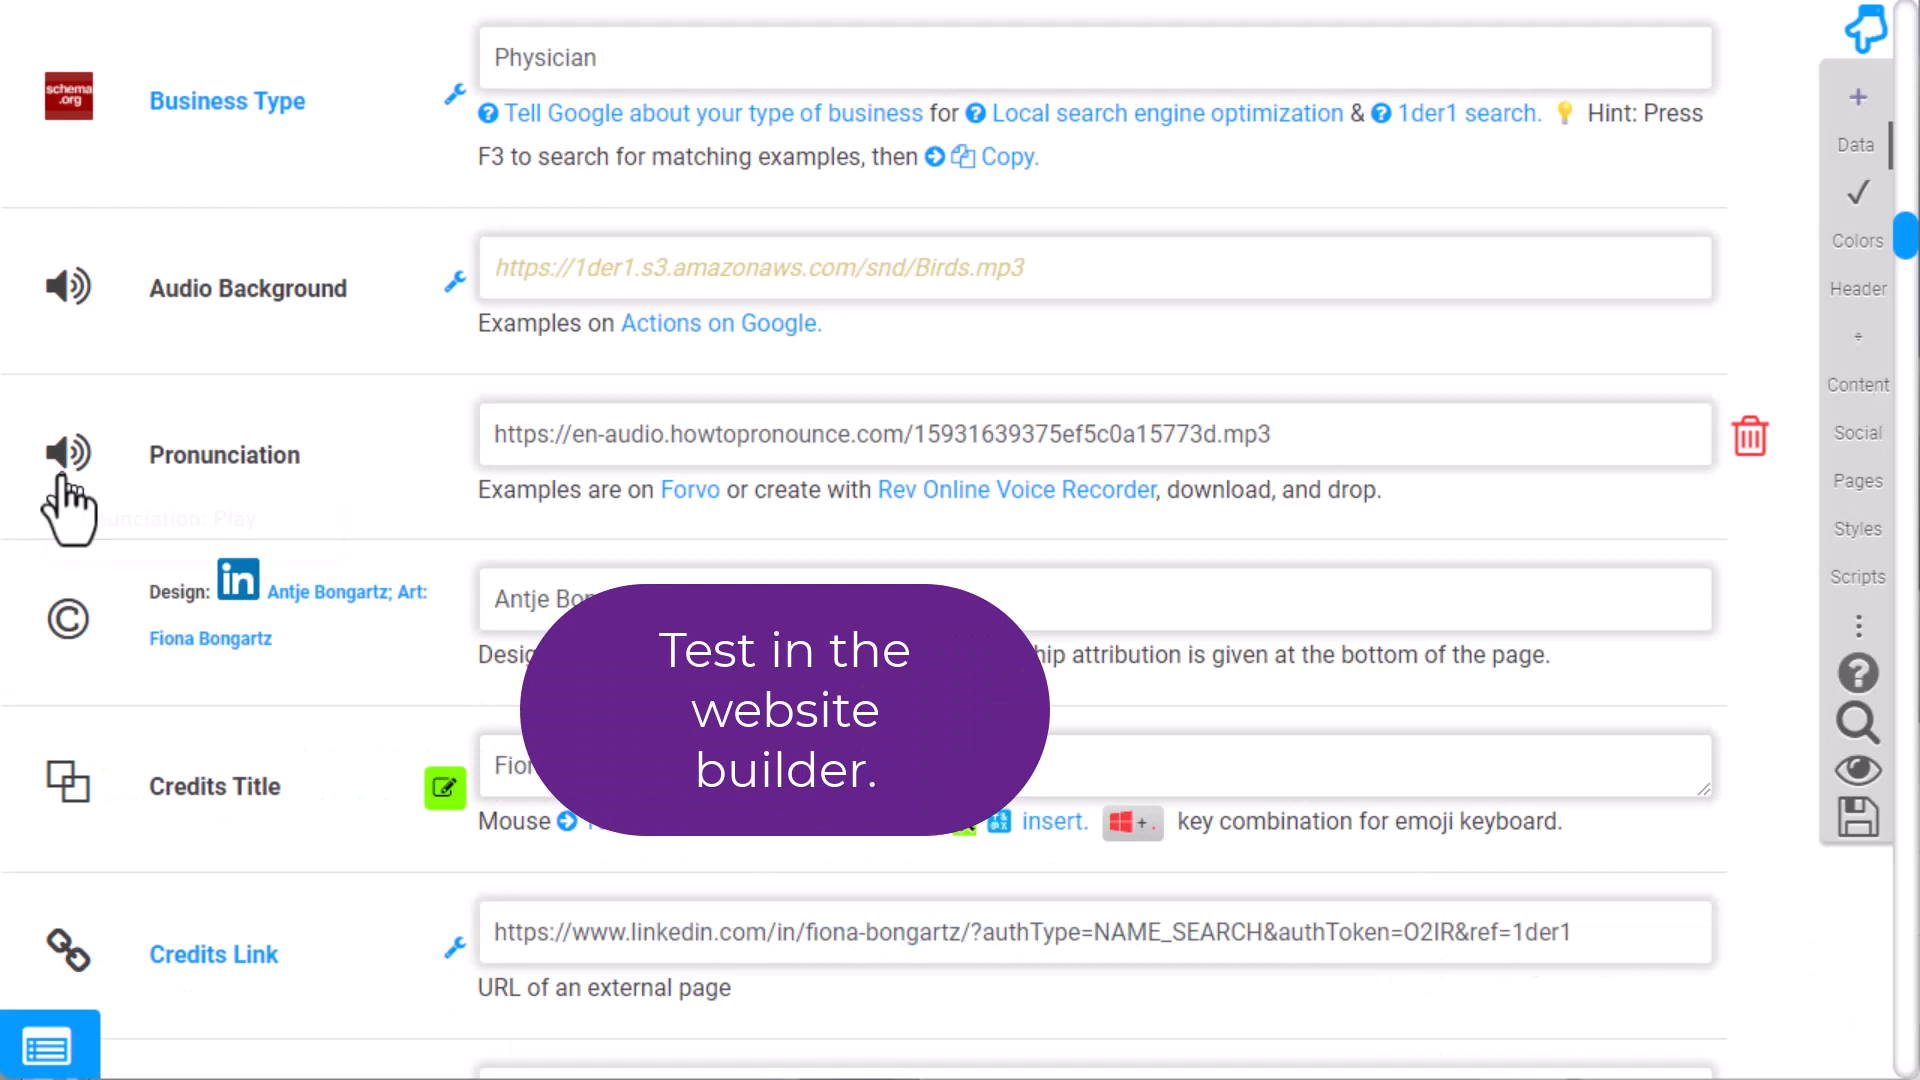 Physician
schema
.org
Business Type
Tell Google about your type of business for Local search engine optimization & 1der1 search. Hint: Press
F3 to search for matching examples, then Copy.
Audio Background
https://1der1.s3.amazonaws.com/snd/Birds.mp3
Examples on Actions on Google.
Pronunciation
https://en-audio.howtopronounce.com/15931639375ef5c0a15773d.mp3
Examples are on Forvo or create with Rev Online Voice Recorder, download, and drop.
nunciation: Play
Design: in Antje Bongartz; Art:
Fiona Bongartz
Antje Bon
Desig
hip attribution is given at the bottom of the page.
Test in the
website
builder.
Credits Title
Fion
Mouse insert. + . key combination for emoji keyboard.
Credits Link
https://www.linkedin.com/in/fiona-bongartz/?authType=NAME_SEARCH&authToken=O2IR&ref=1der1
URL of an external page
+
Data
Colors
Header
Content
Social
Pages
Styles
Scripts